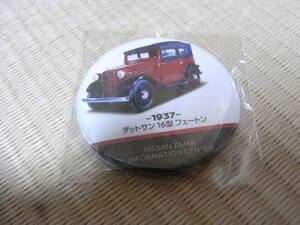 -1937-
ダットサン 16型 フェートン
NISSAN ZAMA
INFORMATION CENTER